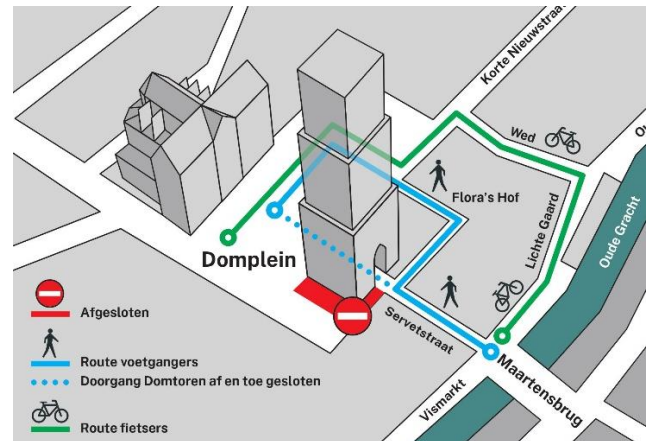 Korte Nieuwstraat
Wed
Flora's Hof
Lichte Gaard
Oude Gracht
Domplein
Servetstraat
Maartensbrug
Vismarkt
Afgesloten
Route voetgangers
Doorgang Domtoren af en toe gesloten
Route fietsers